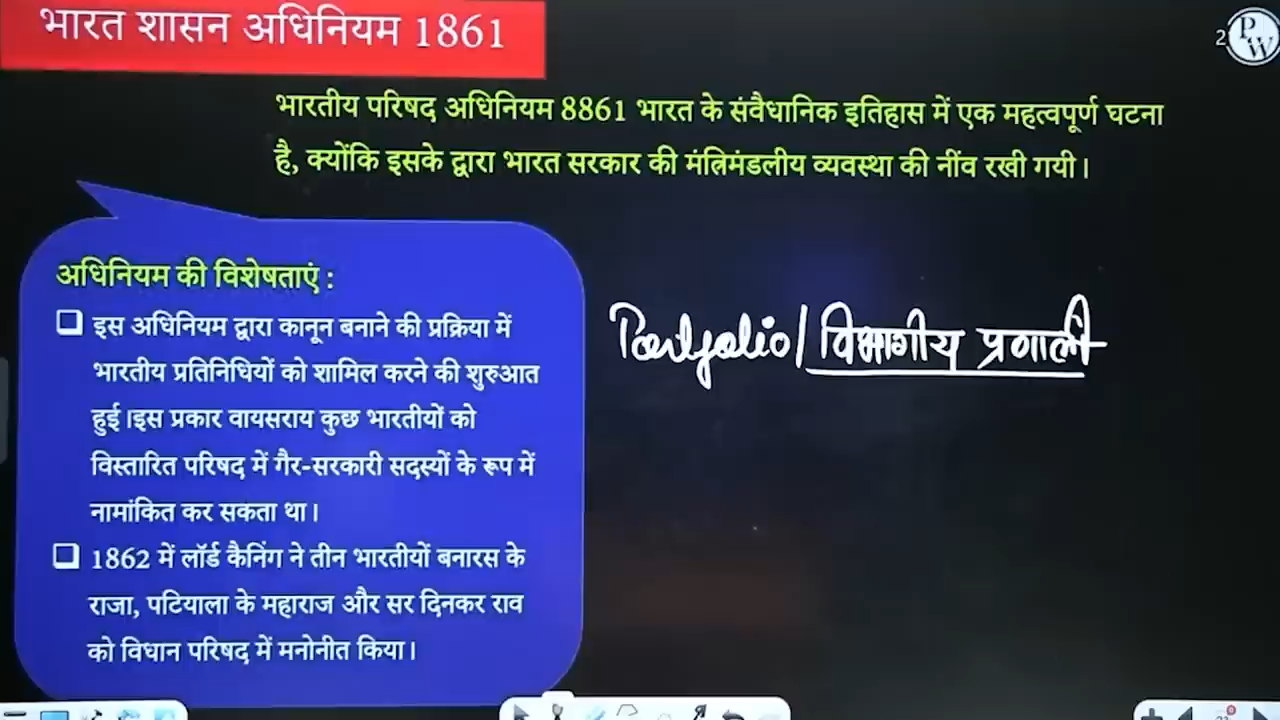 भारत शासन अधिनियम 1861
2
PW
भारतीय परिषद अधिनियम 8861 भारत के संवैधानिक इतिहास में एक महत्वपूर्ण घटना
है, क्योंकि इसके द्वारा भारत सरकार की मंत्रिमंडलीय व्यवस्था की नींव रखी गयी।
अधिनियम की विशेषताएं :
इस अधिनियम द्वारा कानून बनाने की प्रक्रिया में
भारतीय प्रतिनिधियों को शामिल करने की शुरुआत
हुई।इस प्रकार वायसराय कुछ भारतीयों को
विस्तारित परिषद में गैर-सरकारी सदस्यों के रूप में
नामांकित कर सकता था।
1862 में लॉर्ड कैनिंग ने तीन भारतीयों बनारस के
राजा, पटियाला के महाराज और सर दिनकर राव
को विधान परिषद में मनोनीत किया।
Portfolio/विभागीय प्रणाली